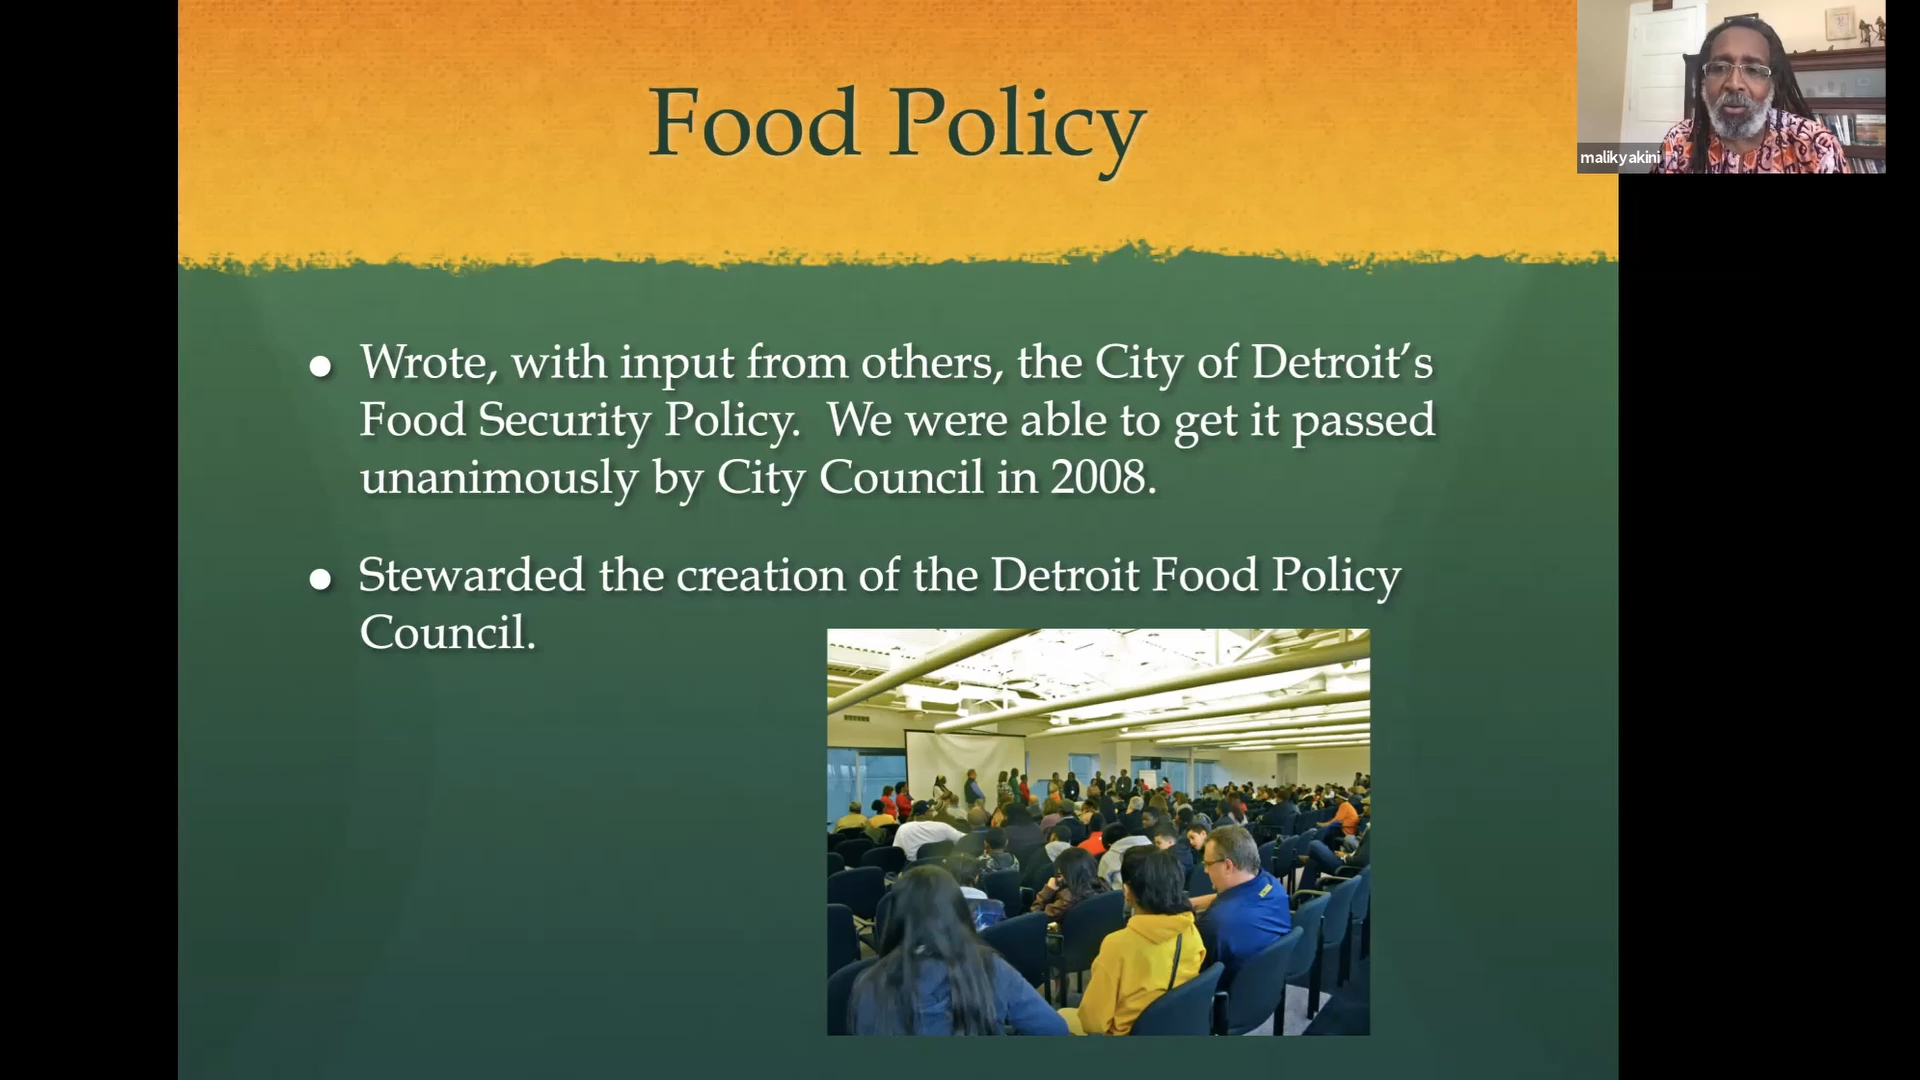 Food Policy
malikyakini
Wrote, with input from others, the City of Detroit’s
Food Security Policy.  We were able to get it passed
unanimously by City Council in 2008.
Stewarded the creation of the Detroit Food Policy
Council.